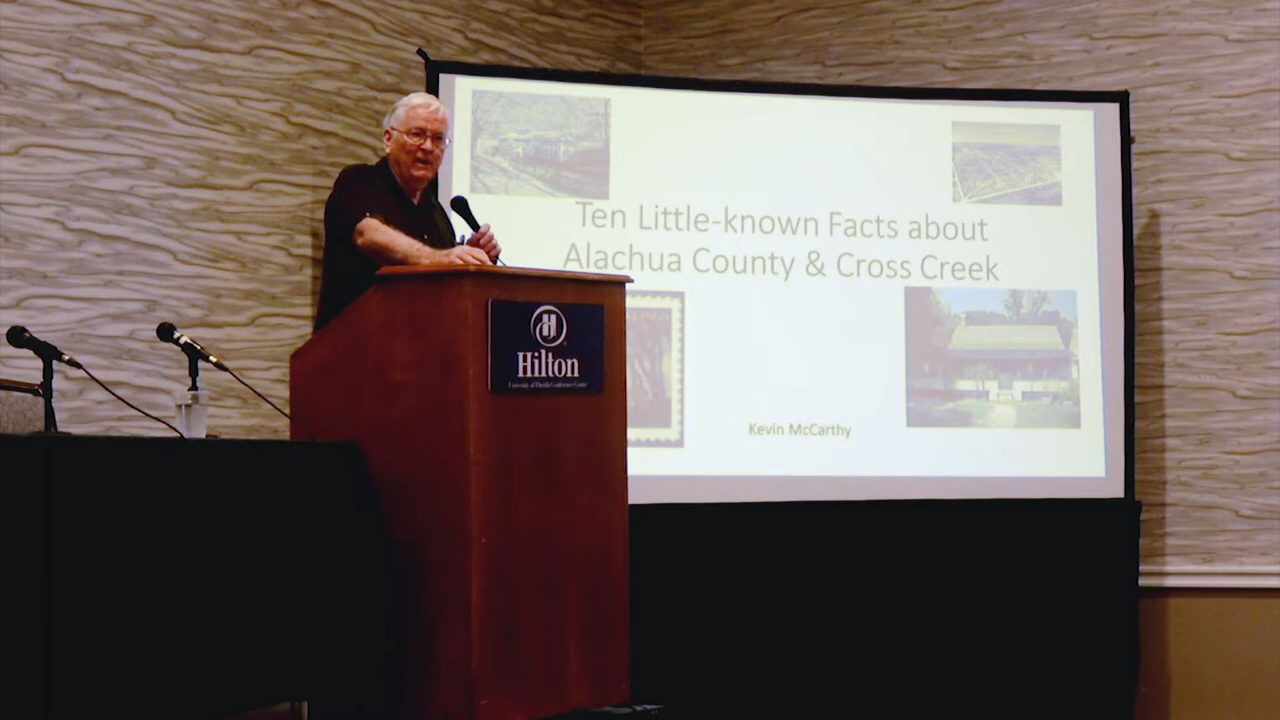 Ten Little-known Facts about
Alachua County & Cross Creek
Kevin McCarthy
H
Hilton
University of Florida Conference Center